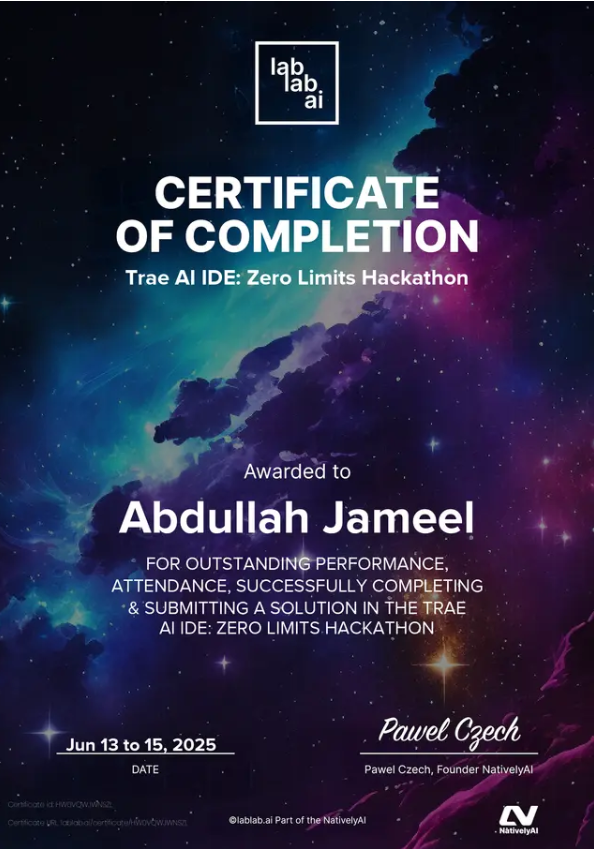 lab
lab
ai
CERTIFICATE
OF COMPLETION
Trae AI IDE: Zero Limits Hackathon
Awarded to
Abdullah Jameel
FOR OUTSTANDING PERFORMANCE,
ATTENDANCE, SUCCESSFULLY COMPLETING
& SUBMITTING A SOLUTION IN THE TRAE
AI IDE: ZERO LIMITS HACKATHON
Jun 13 to 15, 2025
DATE
Pawel Czech
Pawel Czech, Founder NativelyAI
Certificate id:
Certificate URL:
©lablab.ai Part of the NativelyAI
NativelyAI